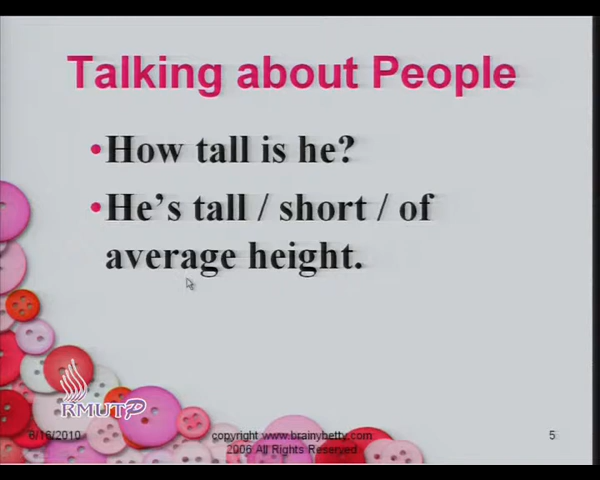 Talking about People
•How tall is he?
•He's tall / short / of
average height.
RMUTP
6/16/2010
copyright www.brainybetty.com
2006 All Rights Reserved
5